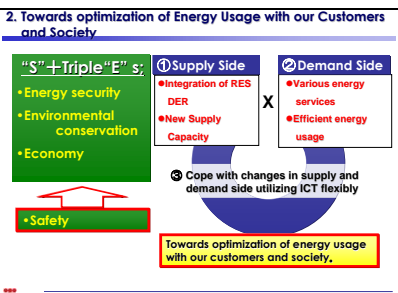 2. Towards optimization of Energy Usage with our Customers
and Society
“S”＋Triple“E” s;
•Energy security
•Environmental
conservation
•Economy
•Safety
①Supply Side
●Integration of RES
DER
●New Supply
Capacity
X
②Demand Side
●Various energy
services
●Efficient energy
usage
③ Cope with changes in supply and
demand side utilizing ICT flexibly
Towards optimization of energy usage
with our customers and society.